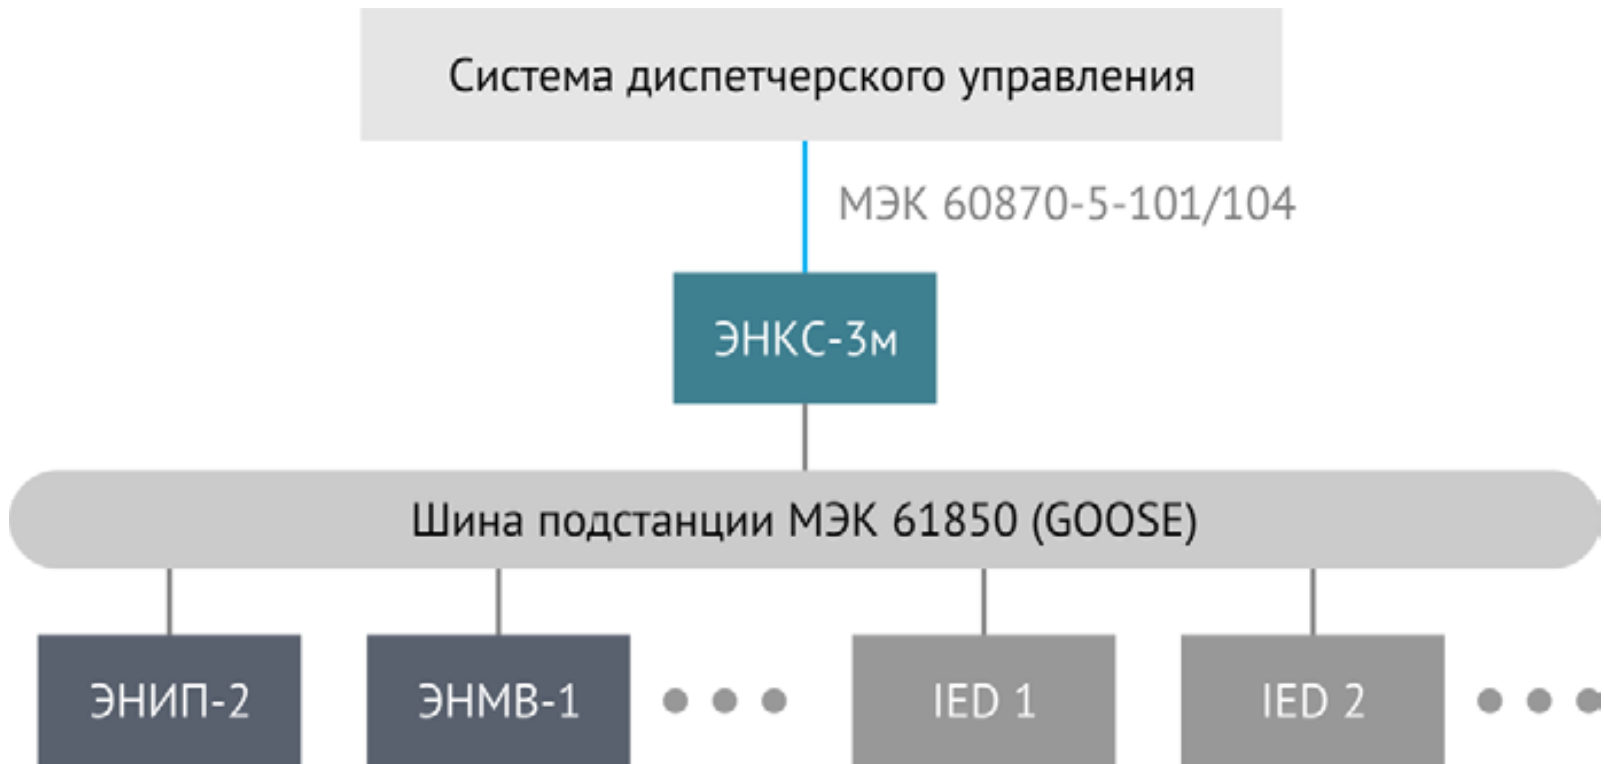 Система диспетчерского управления
МЭК 60870-5-101/104
ЭНКС-3м
Шина подстанции МЭК 61850 (GOOSE)
ЭНИП-2
ЭНМВ-1
IED 1
IED 2